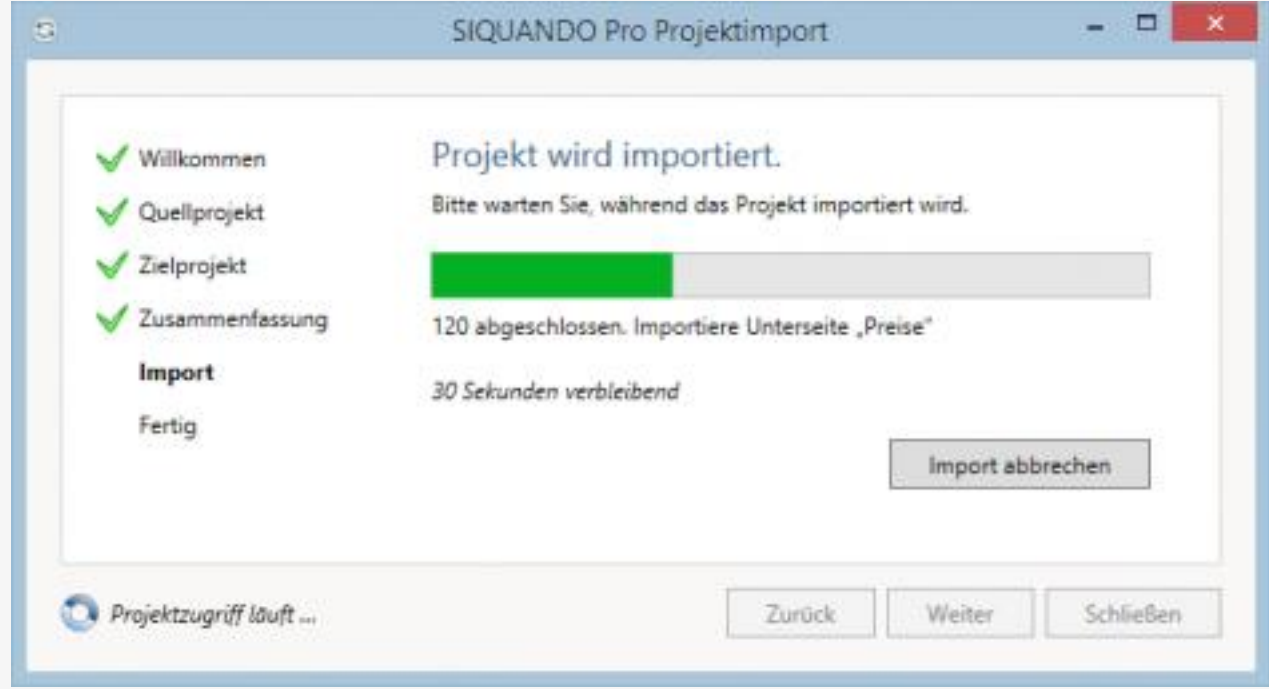 SIQUANDO Pro Projektimport
Willkommen
Quellprojekt
Zielprojekt
Zusammenfassung
Import
Fertig
Projekt wird importiert.
Bitte warten Sie, während das Projekt importiert wird.
120 abgeschlossen. Importiere Unterseite „Preise“
30 Sekunden verbleibend
Import abbrechen
Projektzugriff läuft ...
Zurück
Weiter
Schließen